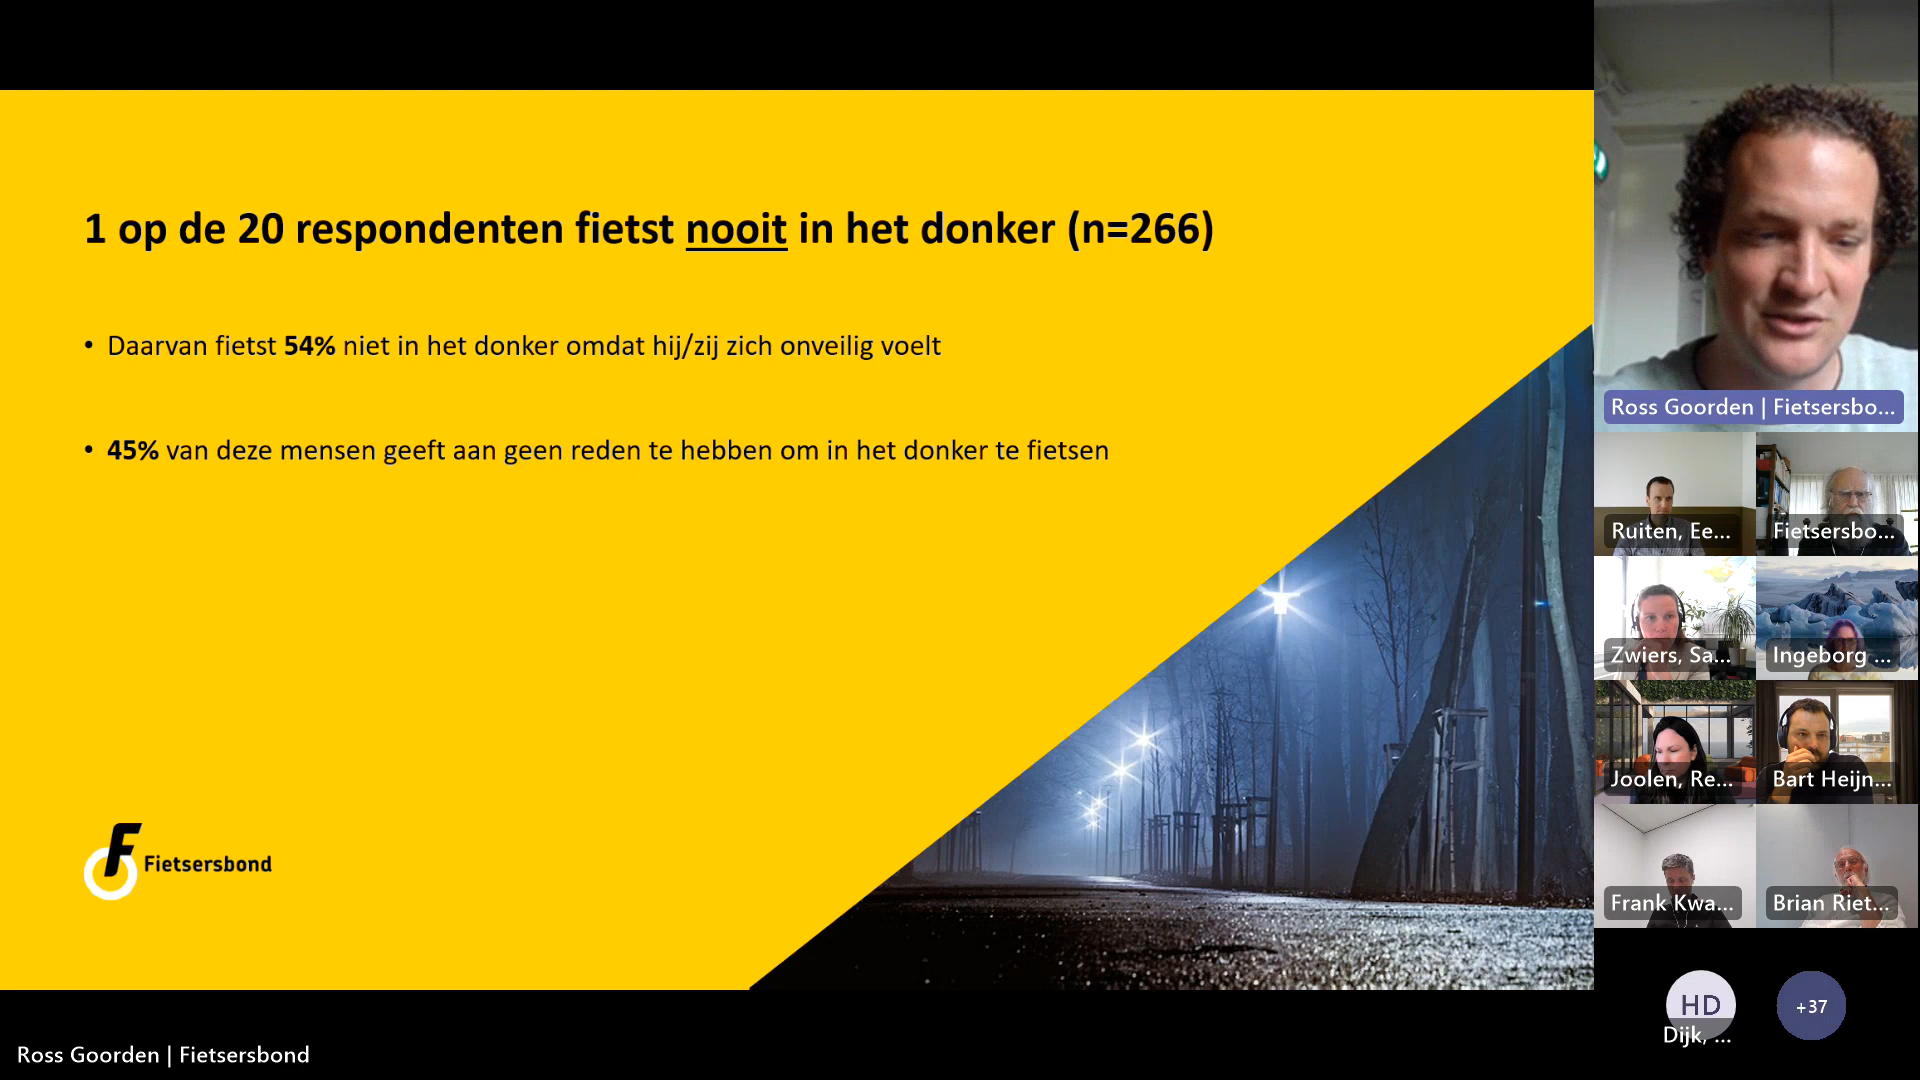 1 op de 20 respondenten fietst nooit in het donker (n=266)
• Daarvan fietst 54% niet in het donker omdat hij/zij zich onveilig voelt
• 45% van deze mensen geeft aan geen reden te hebben om in het donker te fietsen
Fietsersbond
Ross Goorden | Fietsersbond
Ross Goorden | Fietsersbo...
Ruiten, Ee...
Fietsersbo...
Zwiers, Sa...
Ingeborg ...
Joolen, Re...
Bart Heijn...
Frank Kwa...
Brian Riet...
HD
Dijk, ...
+37